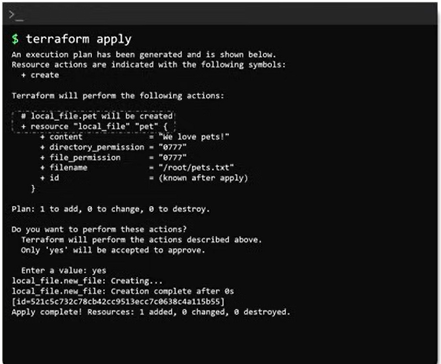 >_
$ terraform apply
An execution plan has been generated and is shown below.
Resource actions are indicated with the following symbols:
+ create
Terraform will perform the following actions:
# local_file.pet will be created
+ resource "local_file" "pet" {
+ content = "We love pets!"
+ directory_permission = "0777"
+ file_permission = "0777"
+ filename = "/root/pets.txt"
+ id = (known after apply)
}
Plan: 1 to add, 0 to change, 0 to destroy.
Do you want to perform these actions?
Terraform will perform the actions described above.
Only 'yes' will be accepted to approve.
Enter a value: yes
local_file.new_file: Creating...
local_file.new_file: Creation complete after 0s
[id=521c5c732c78cb42cc9513ecc7c0638c4a115b55]
Apply complete! Resources: 1 added, 0 changed, 0 destroyed.